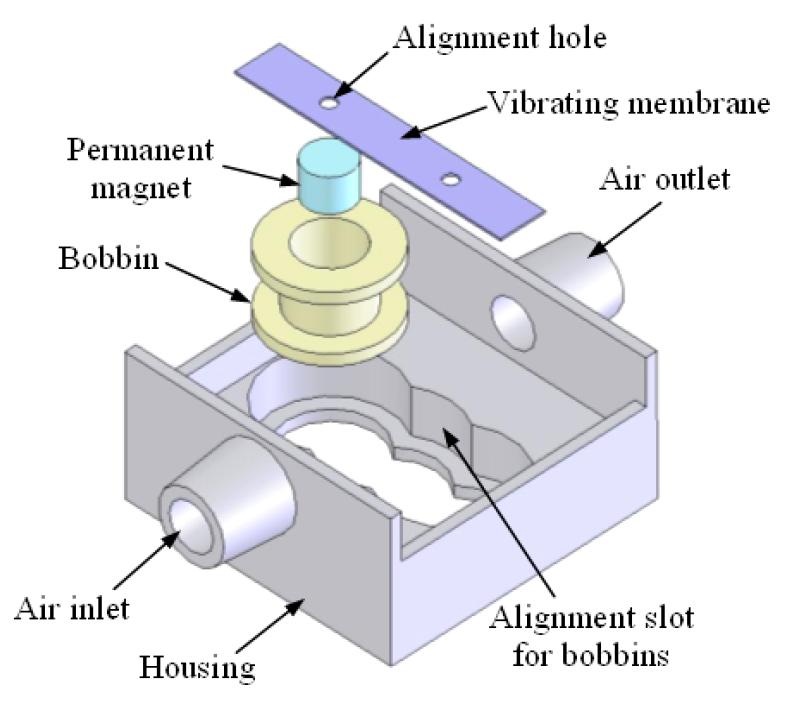 Alignment hole
Vibrating membrane
Permanent
magnet
Air outlet
Bobbin
Air inlet
Alignment slot
for bobbins
Housing